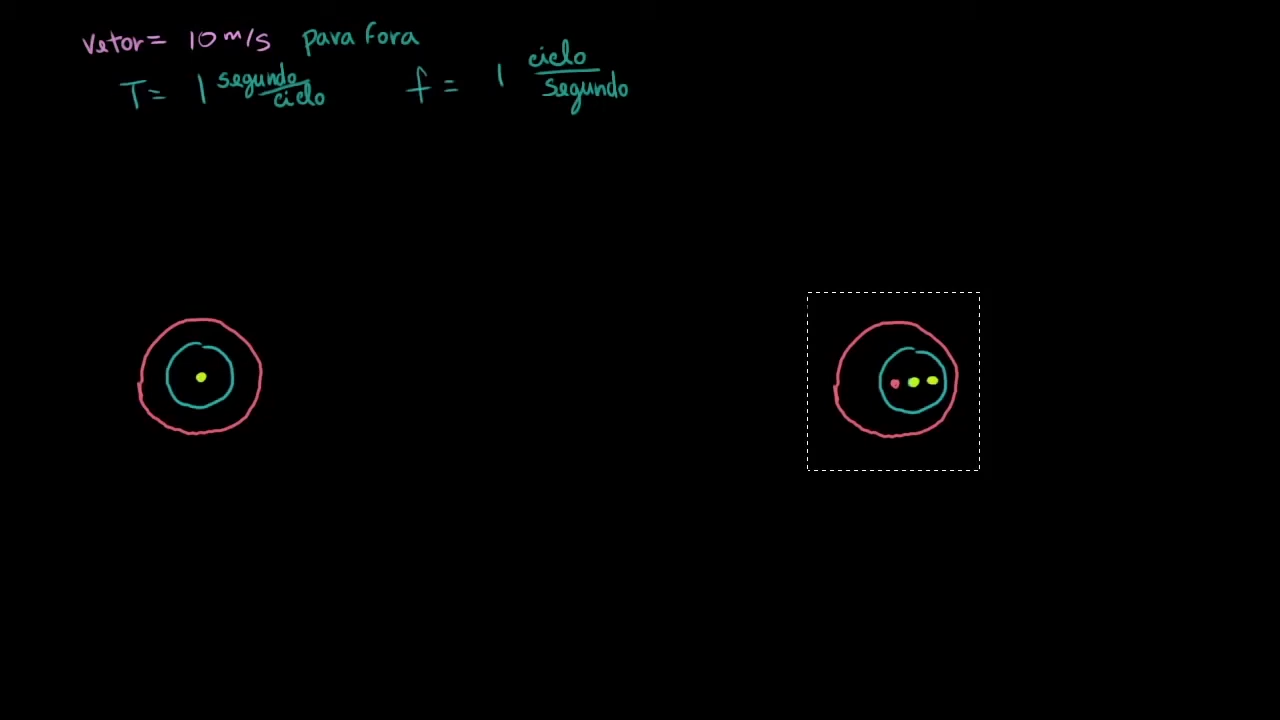 vetor= 10 m/s para fora
T= 1 segundo/ciclo f= 1 ciclo/segundo